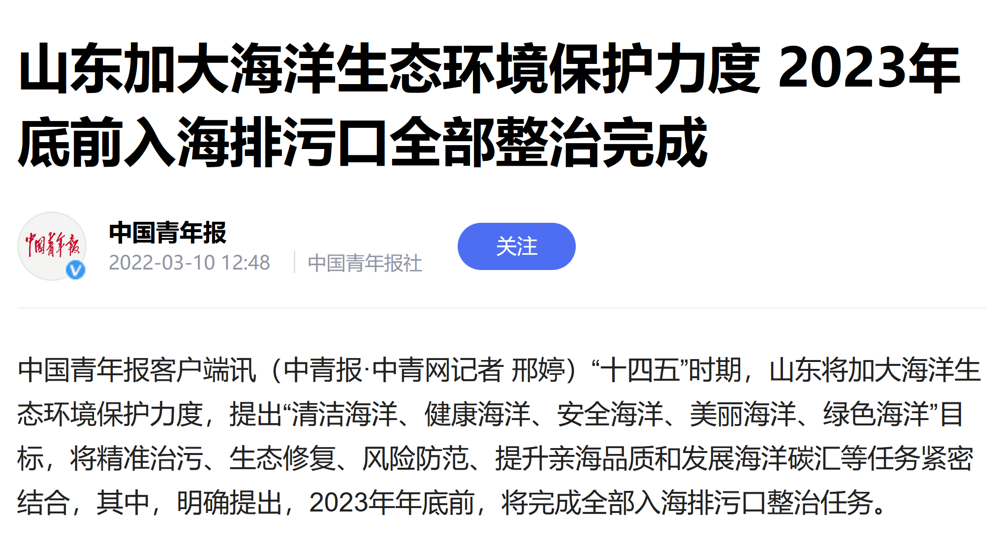 山东加大海洋生态环境保护力度 2023年
底前入海排污口全部整治完成
中国青年报
中国青年报
2022-03-10 12:48
中国青年报社
关注
中国青年报客户端讯（中青报·中青网记者 邢婷）“十四五”时期，山东将加大海洋生
态环境保护力度，提出“清洁海洋、健康海洋、安全海洋、美丽海洋、绿色海洋”目
标，将精准治污、生态修复、风险防范、提升亲海品质和发展海洋碳汇等任务紧密
结合，其中，明确提出，2023年年底前，将完成全部入海排污口整治任务。